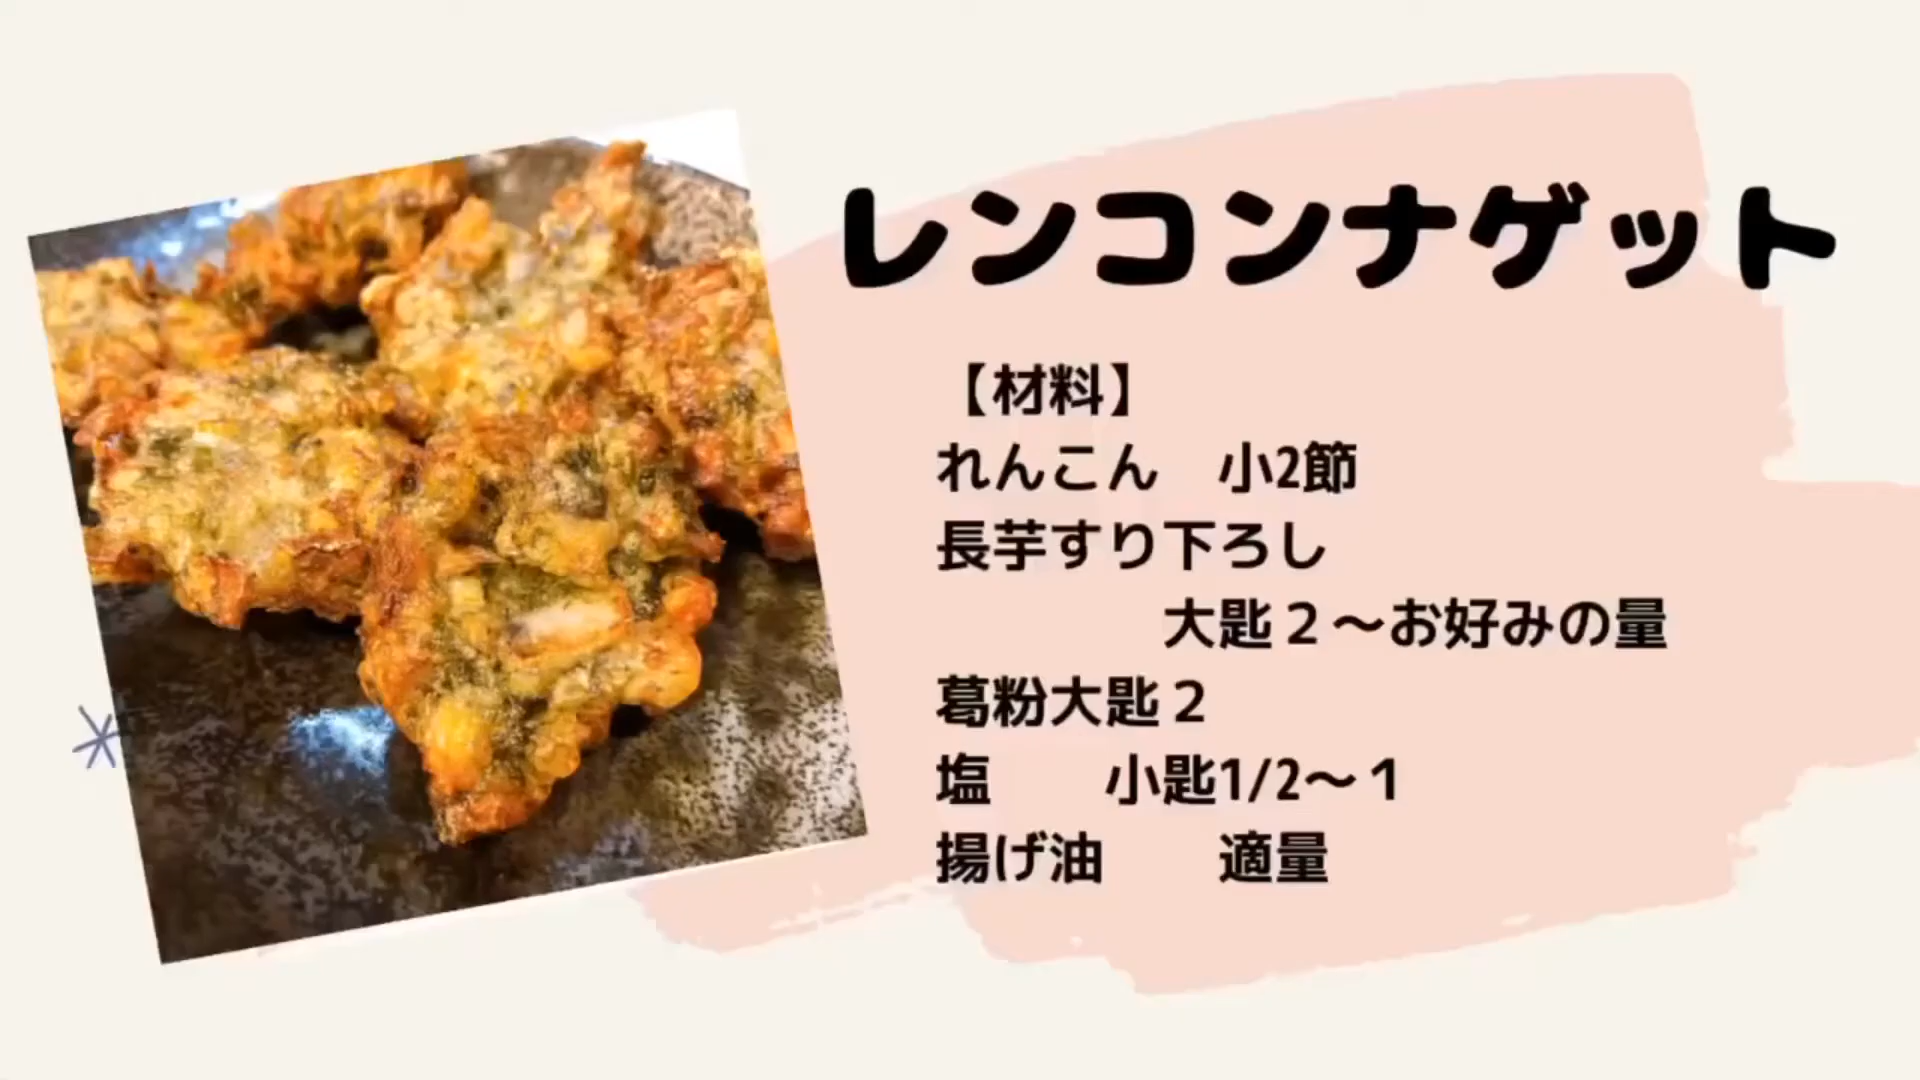 レンコンナゲット
【材料】
れんこん　小2節
長芋すり下ろし
大匙２〜お好みの量
葛粉大匙２
塩　　小匙1/2〜１
揚げ油　　適量